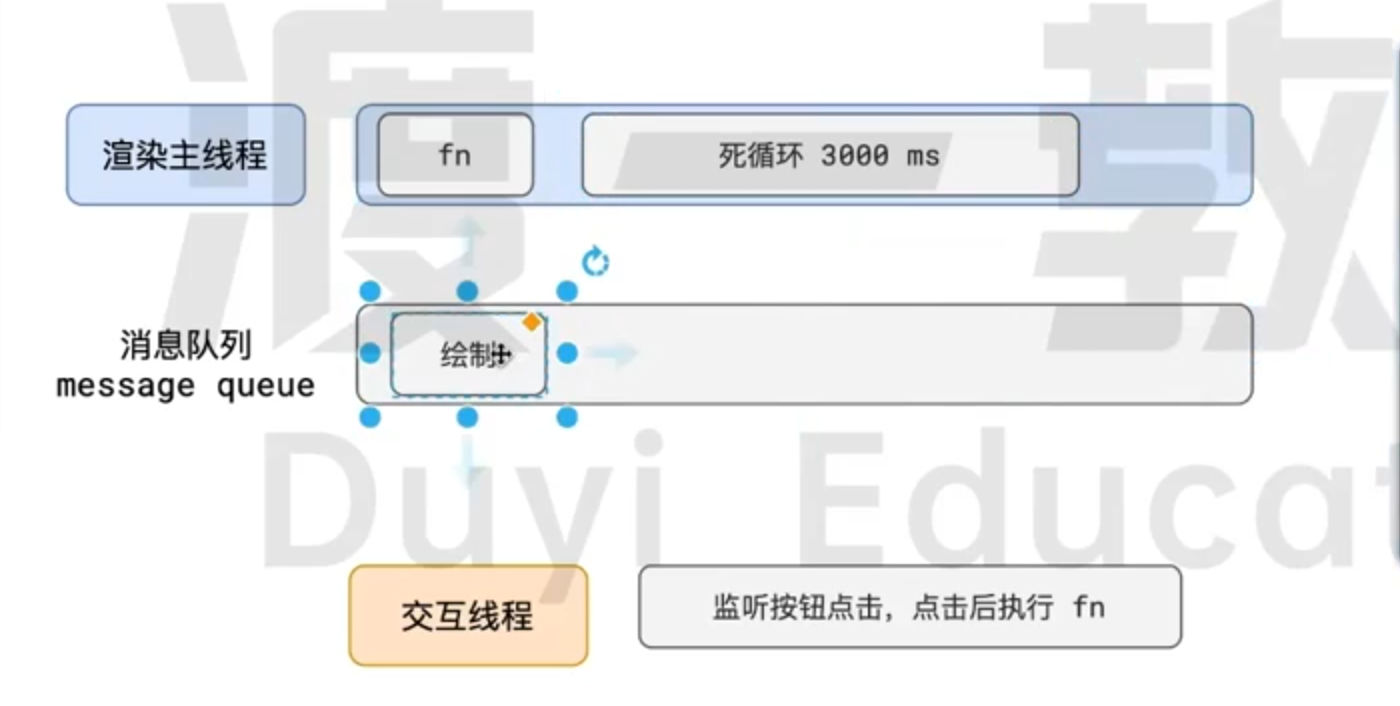 渲染主线程
fn
死循环 3000 ms
消息队列
message queue
绘制
交互线程
监听按钮点击，点击后执行 fn
渡一教
Duyi Educat